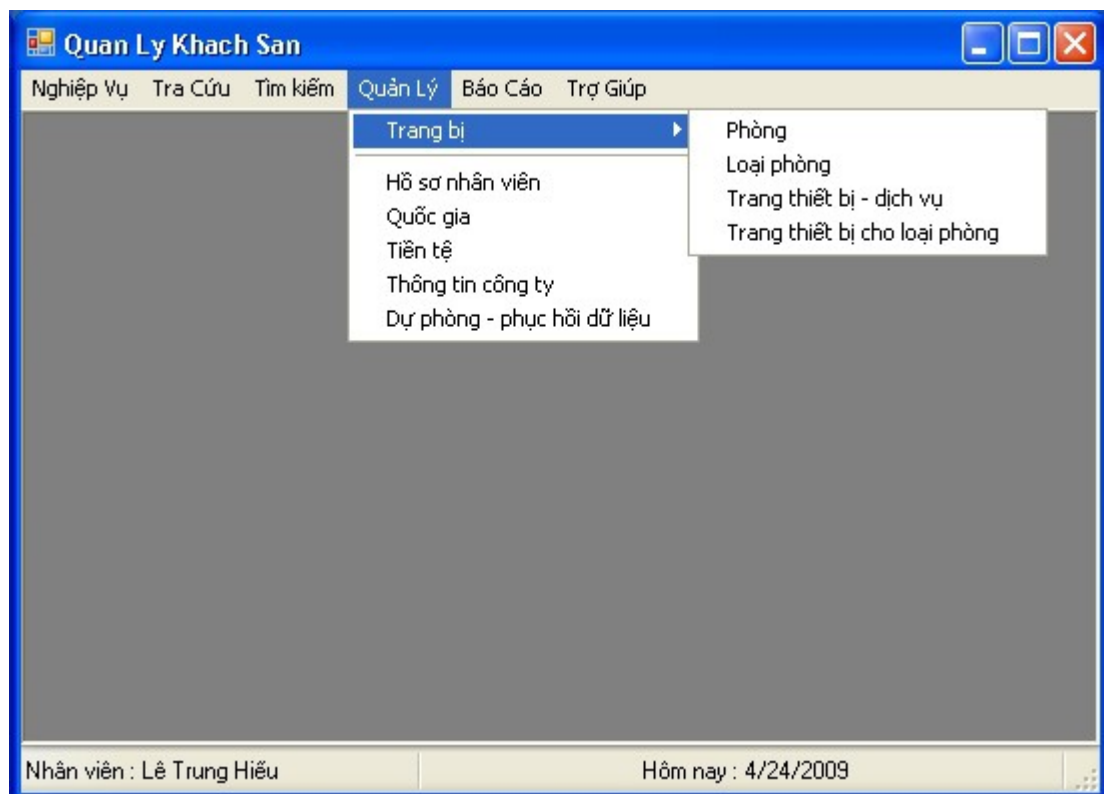 Quan Ly Khach San
Nghiệp Vụ Tra Cứu Tìm kiếm Quản Lý Báo Cáo Trợ Giúp
Trang bị
Hồ sơ nhân viên
Quốc gia
Tiền tệ
Thông tin công ty
Dự phòng - phục hồi dữ liệu
Phòng
Loại phòng
Trang thiết bị - dịch vụ
Trang thiết bị cho loại phòng
Nhân viên : Lê Trung Hiếu Hôm nay : 4/24/2009